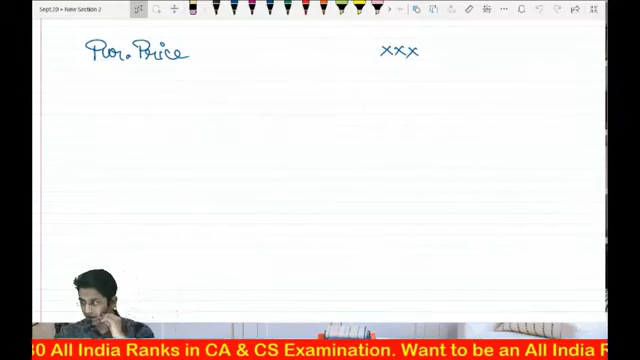 Sept 20 • New Section 2
Pur. Price xxx
30 All India Ranks in CA & CS Examination. Want to be an All India R